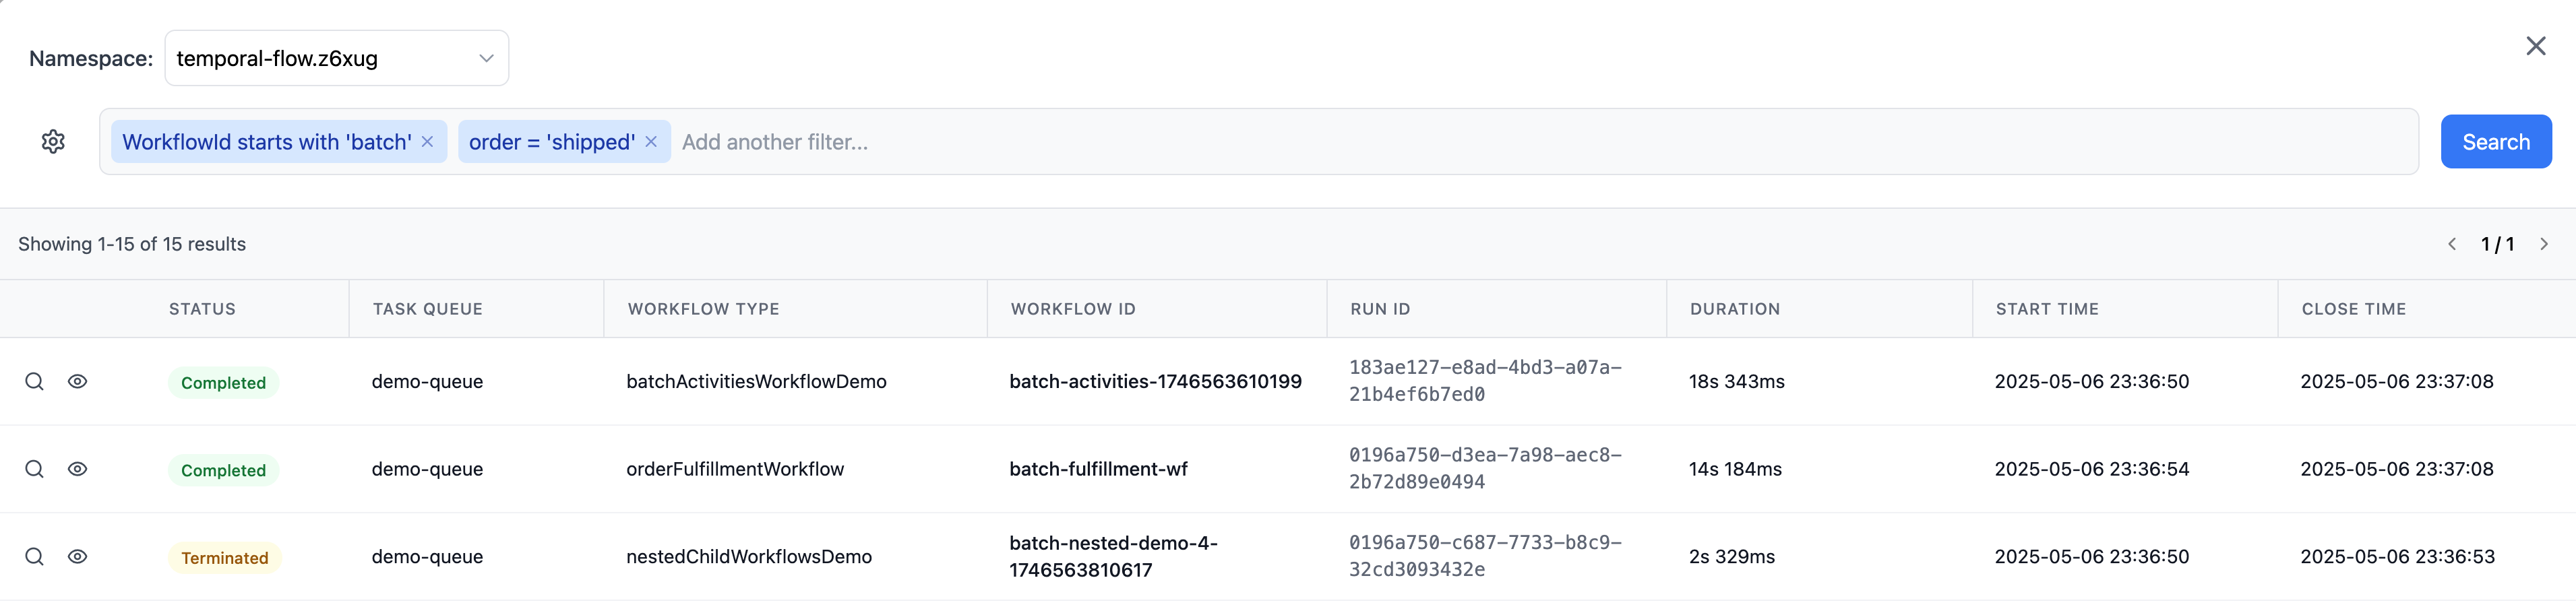 Namespace: temporal-flow.z6xug
WorkflowId starts with 'batch' × order = 'shipped' × Add another filter... Search
Showing 1-15 of 15 results 1 / 1
STATUS TASK QUEUE WORKFLOW TYPE WORKFLOW ID RUN ID DURATION START TIME CLOSE TIME
Completed demo-queue batchActivitiesWorkflowDemo batch-activities-1746563610199 183ae127-e8ad-4bd3-a07a-21b4ef6b7ed0 18s 343ms 2025-05-06 23:36:50 2025-05-06 23:37:08
Completed demo-queue orderFulfillmentWorkflow batch-fulfillment-wf 0196a750-d3ea-7a98-aec8-2b72d89e0494 14s 184ms 2025-05-06 23:36:54 2025-05-06 23:37:08
Terminated demo-queue nestedChildWorkflowsDemo batch-nested-demo-4-1746563810617 0196a750-c687-7733-b8c9-32cd3093432e 2s 329ms 2025-05-06 23:36:50 2025-05-06 23:36:53